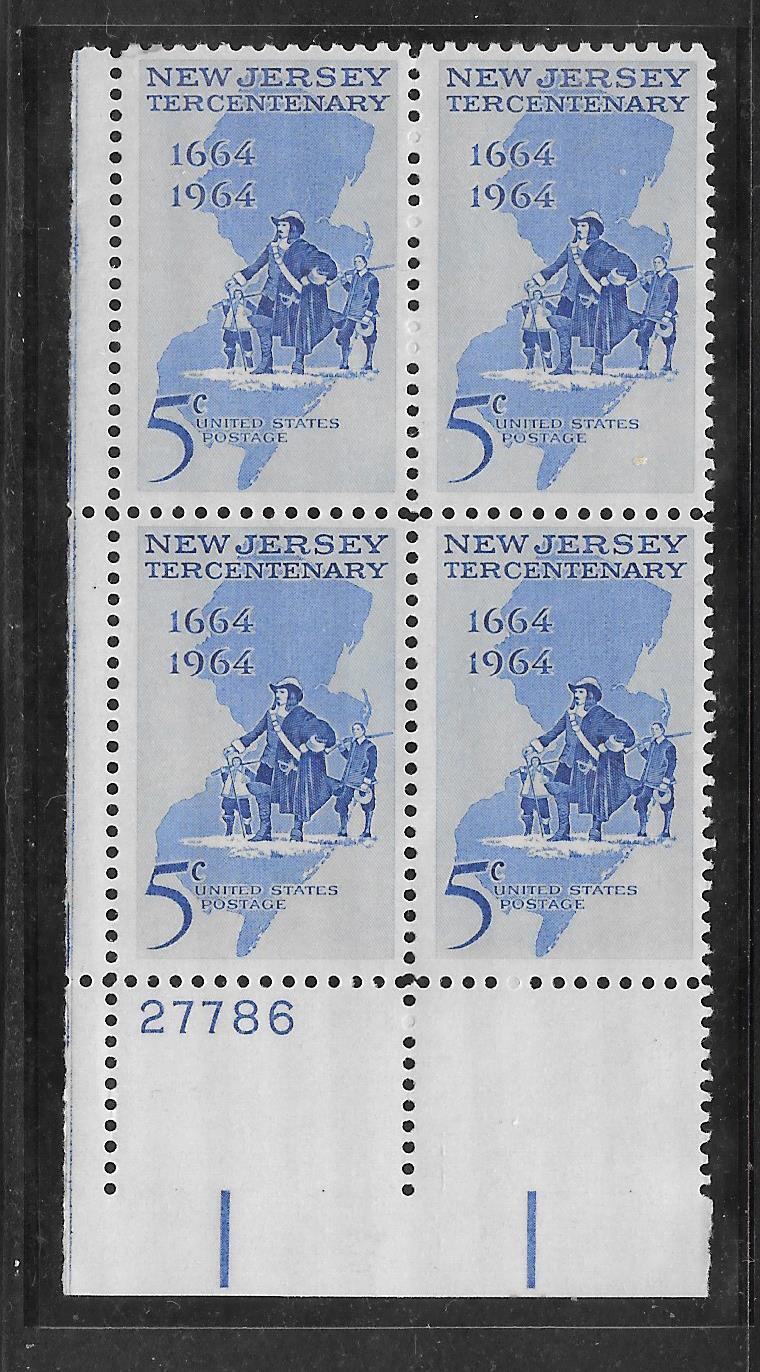 NEW JERSEY
TERCENTENARY
1664
1964
5c
UNITED STATES
POSTAGE
NEW JERSEY
TERCENTENARY
1664
1964
5c
UNITED STATES
POSTAGE
NEW JERSEY
TERCENTENARY
1664
1964
5c
UNITED STATES
POSTAGE
NEW JERSEY
TERCENTENARY
1664
1964
5c
UNITED STATES
POSTAGE
27786